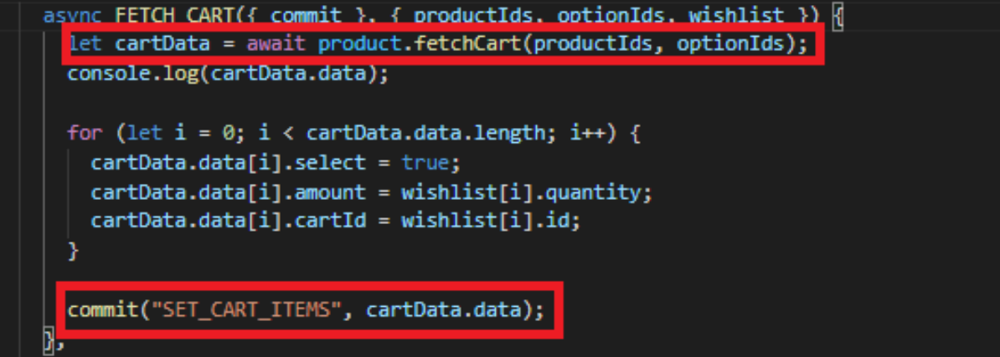 async FETCH_CART({ commit }, { productIds, optionIds, wishlist }) {
let cartData = await product.fetchCart(productIds, optionIds);
console.log(cartData.data);
for (let i = 0; i < cartData.data.length; i++) {
cartData.data[i].select = true;
cartData.data[i].amount = wishlist[i].quantity;
cartData.data[i].cartId = wishlist[i].id;
}
commit("SET_CART_ITEMS", cartData.data);
},